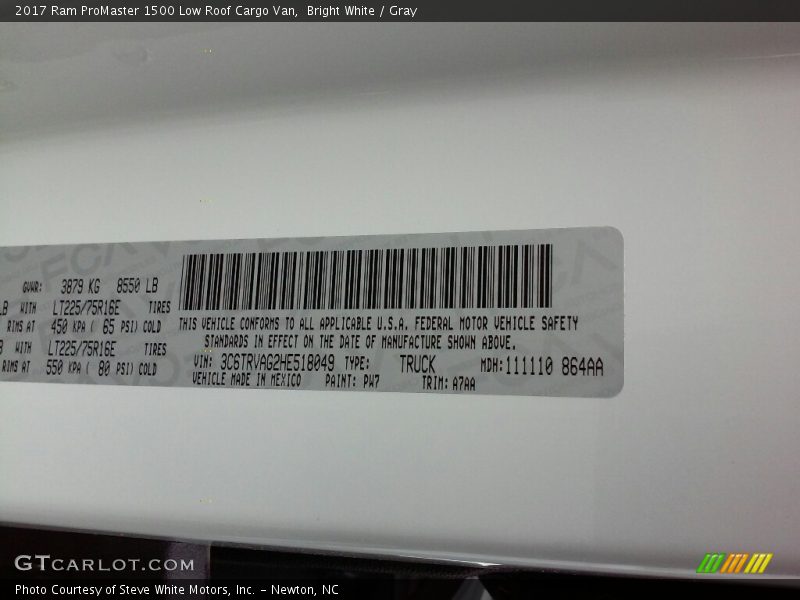 2017 Ram ProMaster 1500 Low Roof Cargo Van,  Bright White / Gray
GVWR: 3879 KG 8550 LB
LB WITH LT225/75R16E TIRES
RIMS AT 450 KPA ( 65 PSI) COLD
WITH LT225/75R16E TIRES
RIMS AT 550 KPA ( 80 PSI) COLD
THIS VEHICLE CONFORMS TO ALL APPLICABLE U.S.A. FEDERAL MOTOR VEHICLE SAFETY
STANDARDS IN EFFECT ON THE DATE OF MANUFACTURE SHOWN ABOVE.
VIN: 3C6TRVAG2HE518049 TYPE: TRUCK MDH:111110 864AA
VEHICLE MADE IN MEXICO PAINT: PW7 TRIM: A7AA
GTCARLOT.COM
Photo Courtesy of Steve White Motors, Inc. - Newton, NC